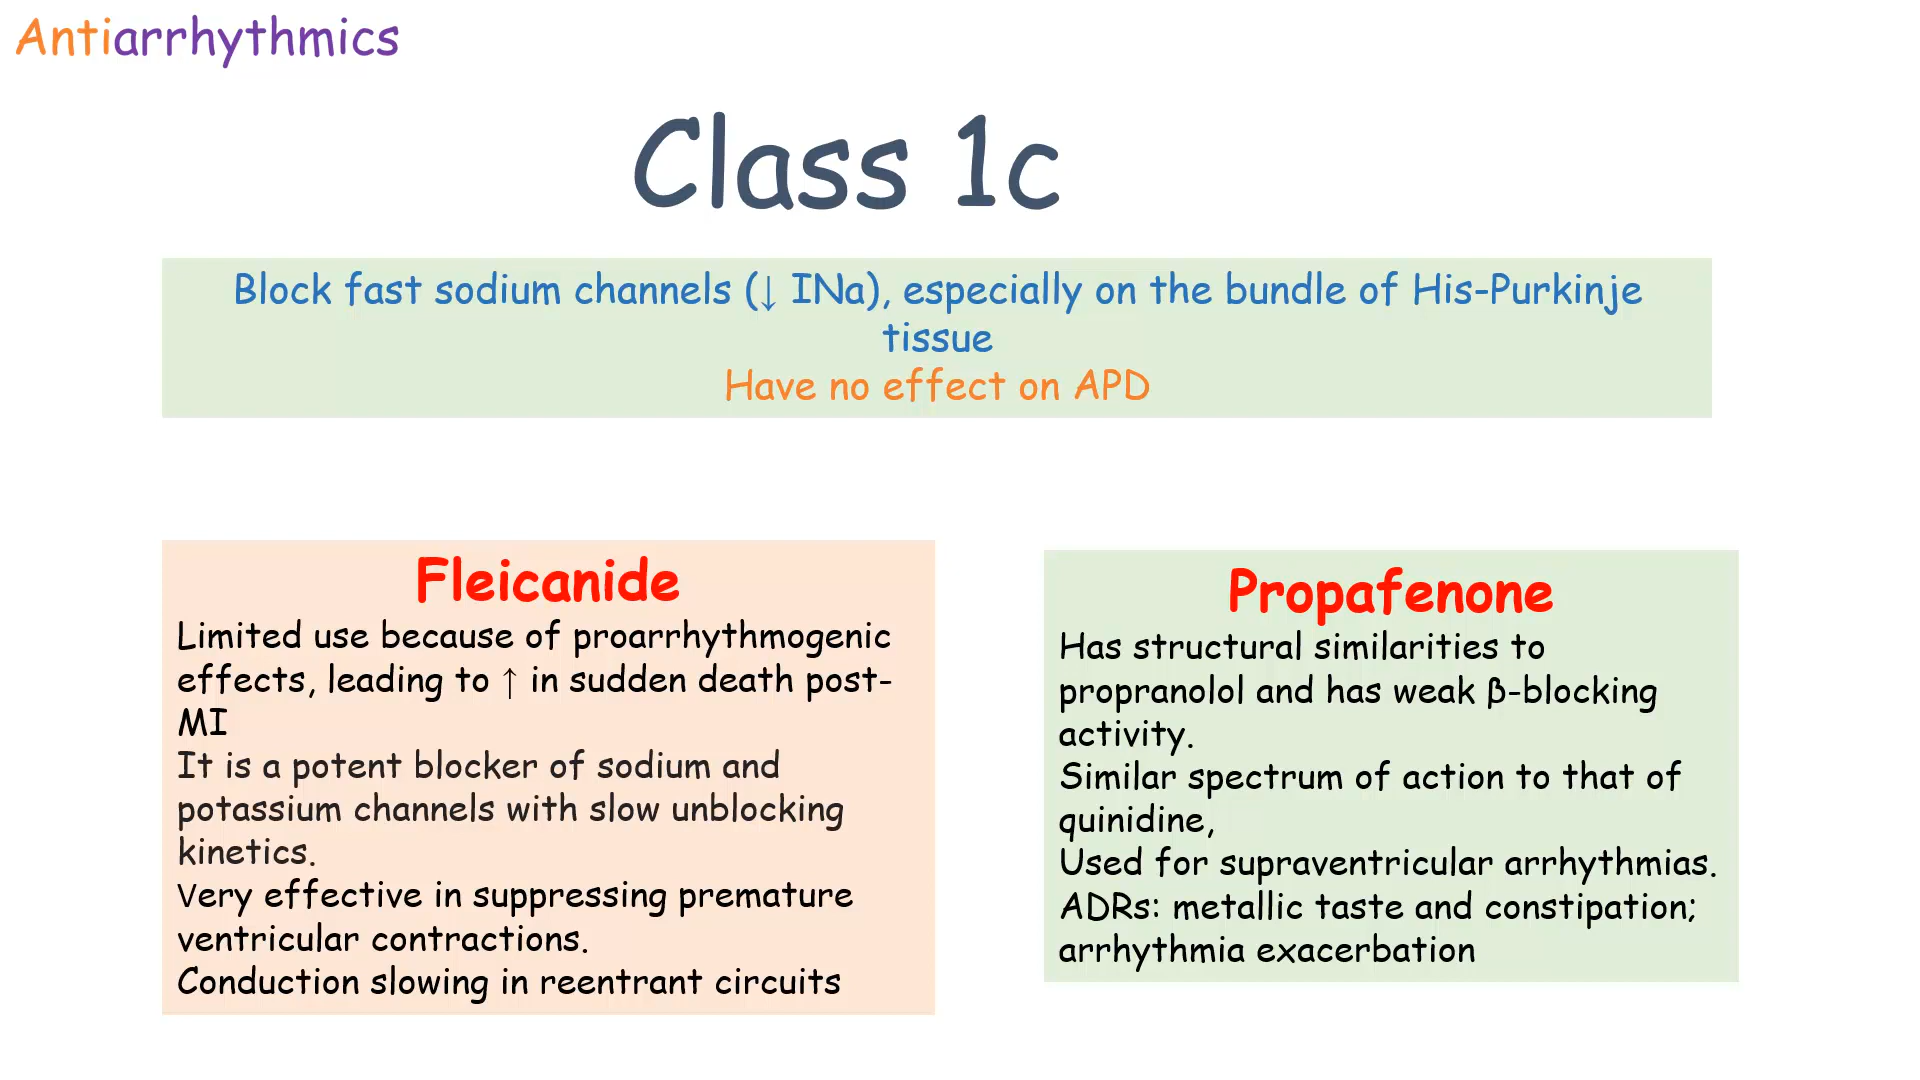 Antiarrhythmics
Class 1c
Block fast sodium channels (↓ INa), especially on the bundle of His-Purkinje
tissue
Have no effect on APD
Fleicanide
Limited use because of proarrhythmogenic
effects, leading to ↑ in sudden death post-
MI
It is a potent blocker of sodium and
potassium channels with slow unblocking
kinetics.
Very effective in suppressing premature
ventricular contractions.
Conduction slowing in reentrant circuits
Propafenone
Has structural similarities to
propranolol and has weak β-blocking
activity.
Similar spectrum of action to that of
quinidine,
Used for supraventricular arrhythmias.
ADRs: metallic taste and constipation;
arrhythmia exacerbation